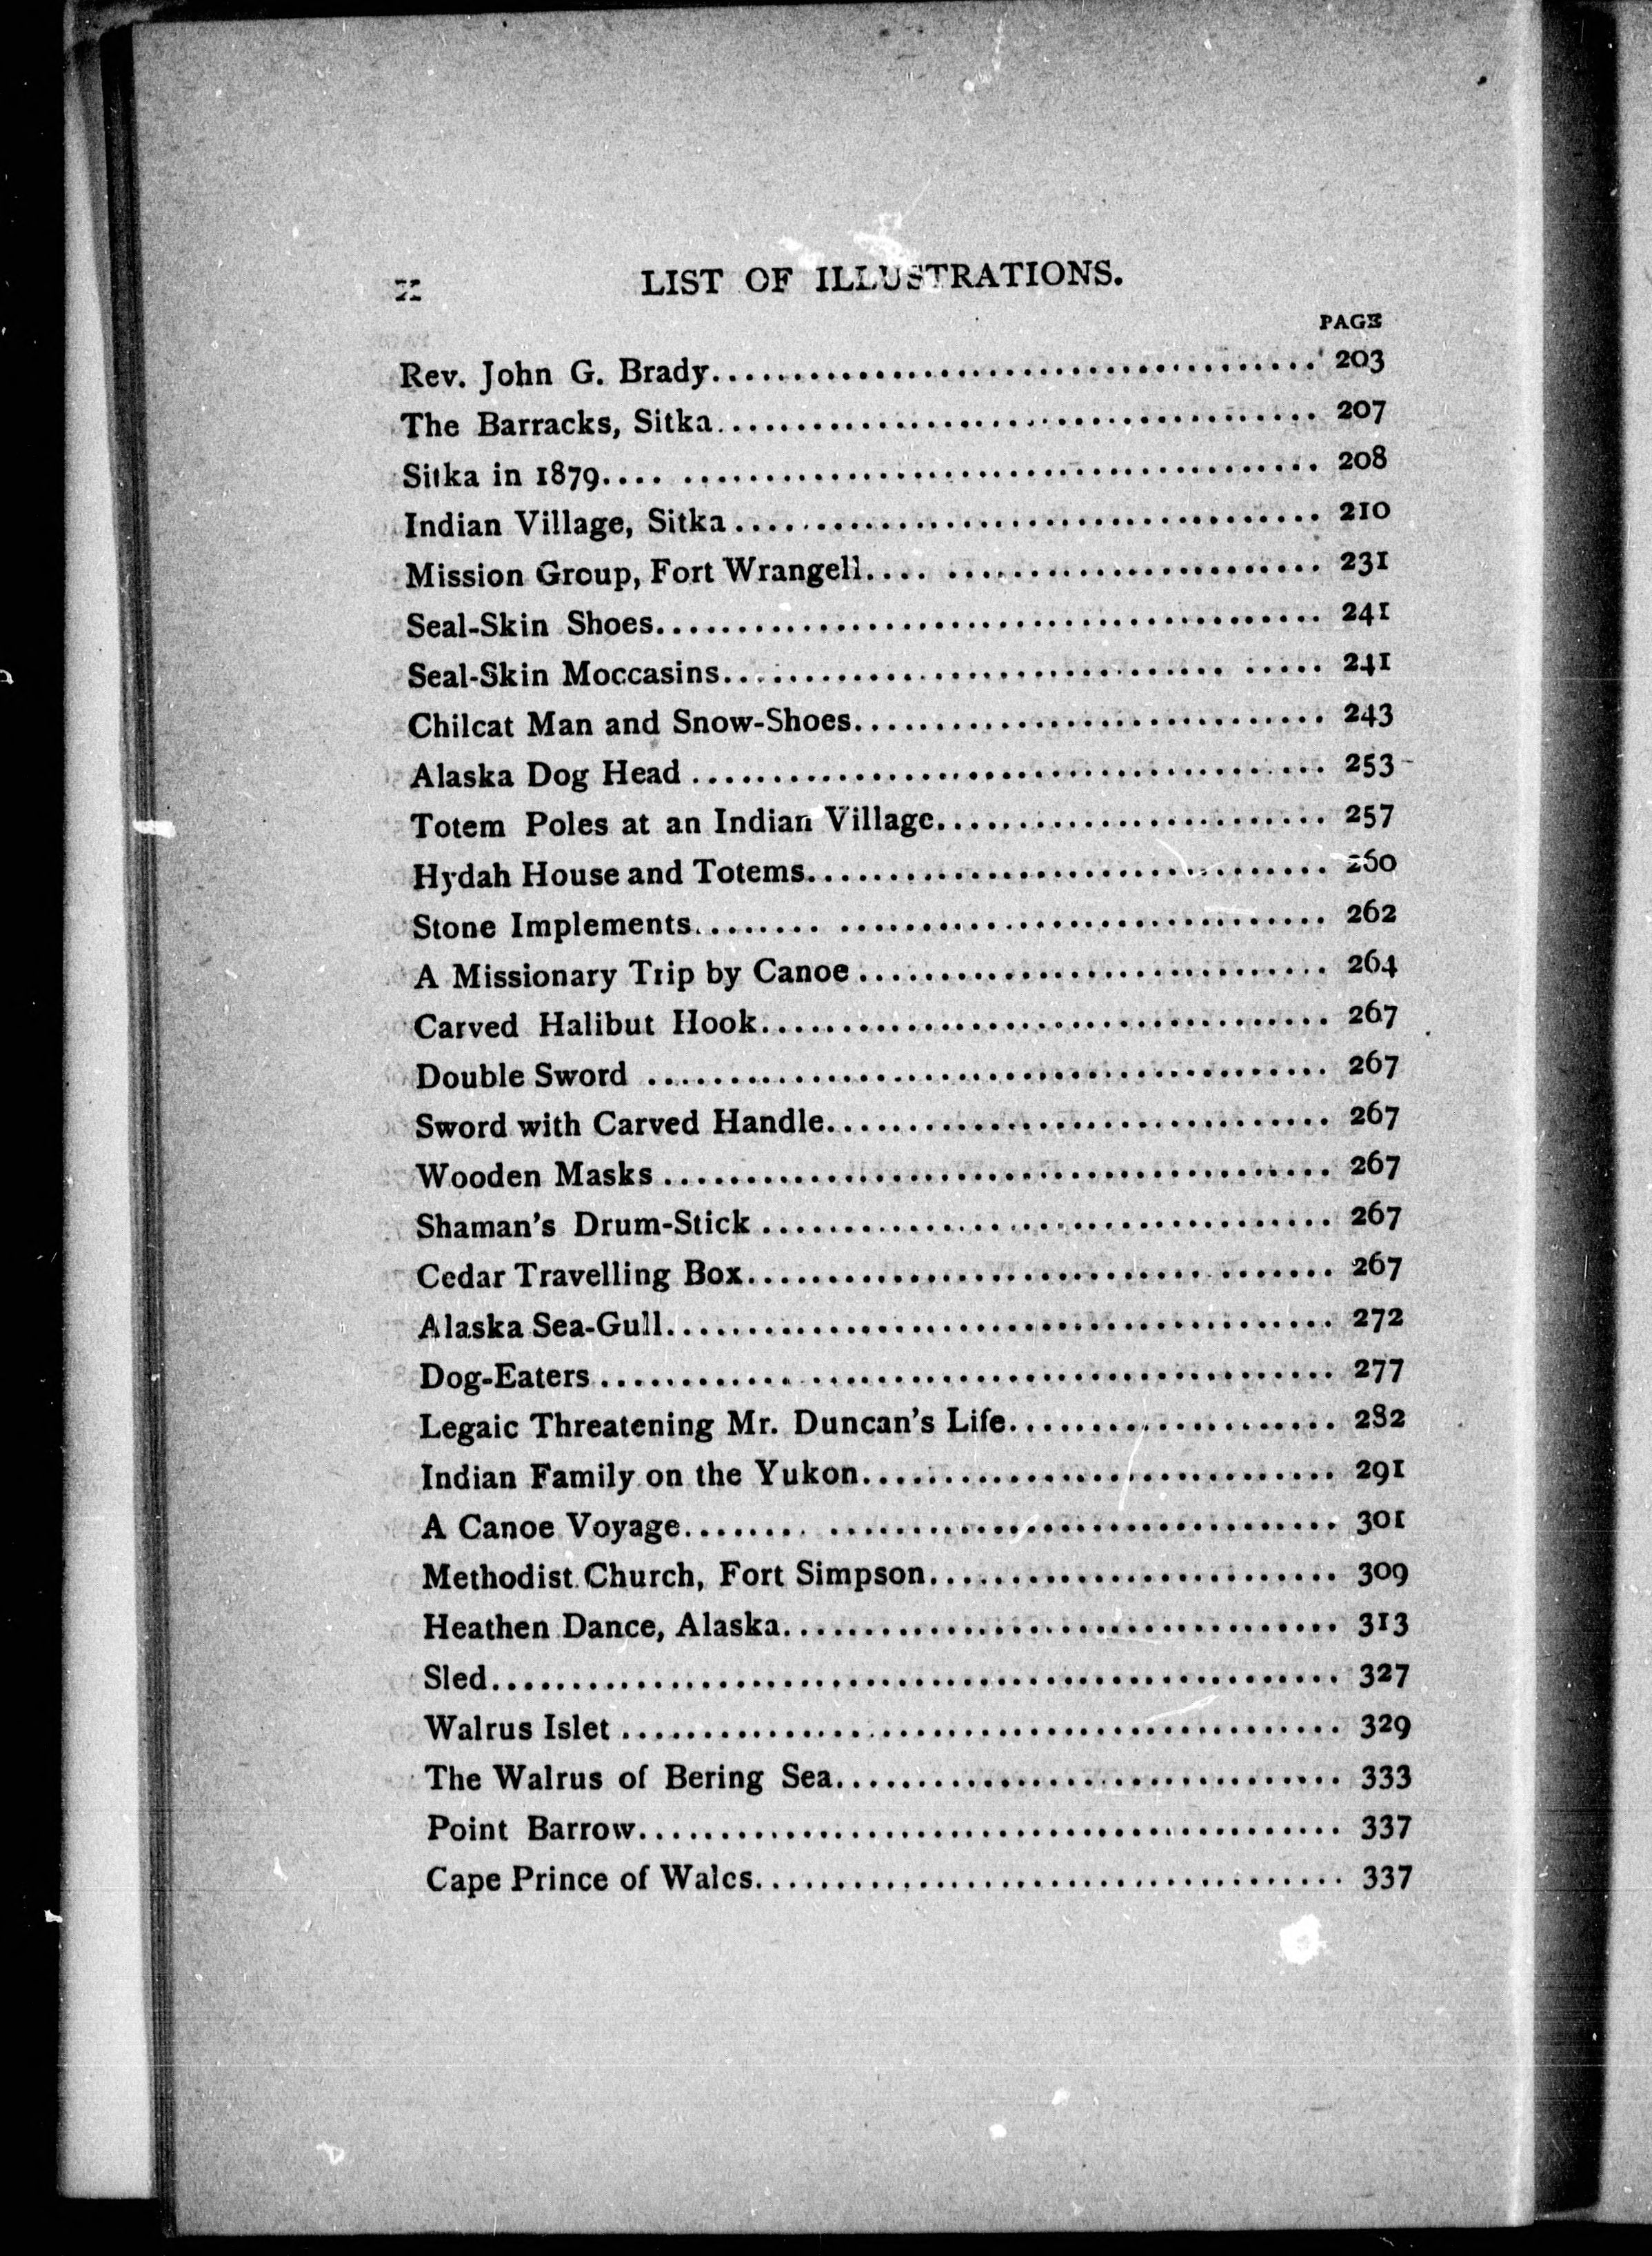 x LIST OF ILLUSTRATIONS.
PAGE
Rev. John G. Brady........................................ 203
The Barracks, Sitka........................................ 207
Sitka in 1879.... ........................................ 208
Indian Village, Sitka........................................ 210
Mission Group, Fort Wrangell.... ........................ 231
Seal-Skin Shoes........................................ 241
Seal-Skin Moccasins................................ ..... 241
Chilcat Man and Snow-Shoes............................. 243
Alaska Dog Head ........................................ 253
Totem Poles at an Indian Village........................ 257
Hydah House and Totems................................ 260
Stone Implements........ .............................. 262
A Missionary Trip by Canoe............................. 264
Carved Halibut Hook................................... 267
Double Sword .......................................... 267
Sword with Carved Handle............................... 267
Wooden Masks.......................................... 267
Shaman's Drum-Stick................................... 267
Cedar Travelling Box.................................... 267
Alaska Sea-Gull......................................... 272
Dog-Eaters............................................. 277
Legaic Threatening Mr. Duncan's Life.................... 282
Indian Family on the Yukon............................. 291
A Canoe Voyage........ ................................ 301
Methodist Church, Fort Simpson......................... 309
Heathen Dance, Alaska.................................. 313
Sled.................................................... 327
Walrus Islet ............................................ 329
The Walrus of Bering Sea............................... 333
Point Barrow........................................... 337
Cape Prince of Wales.................................... 337